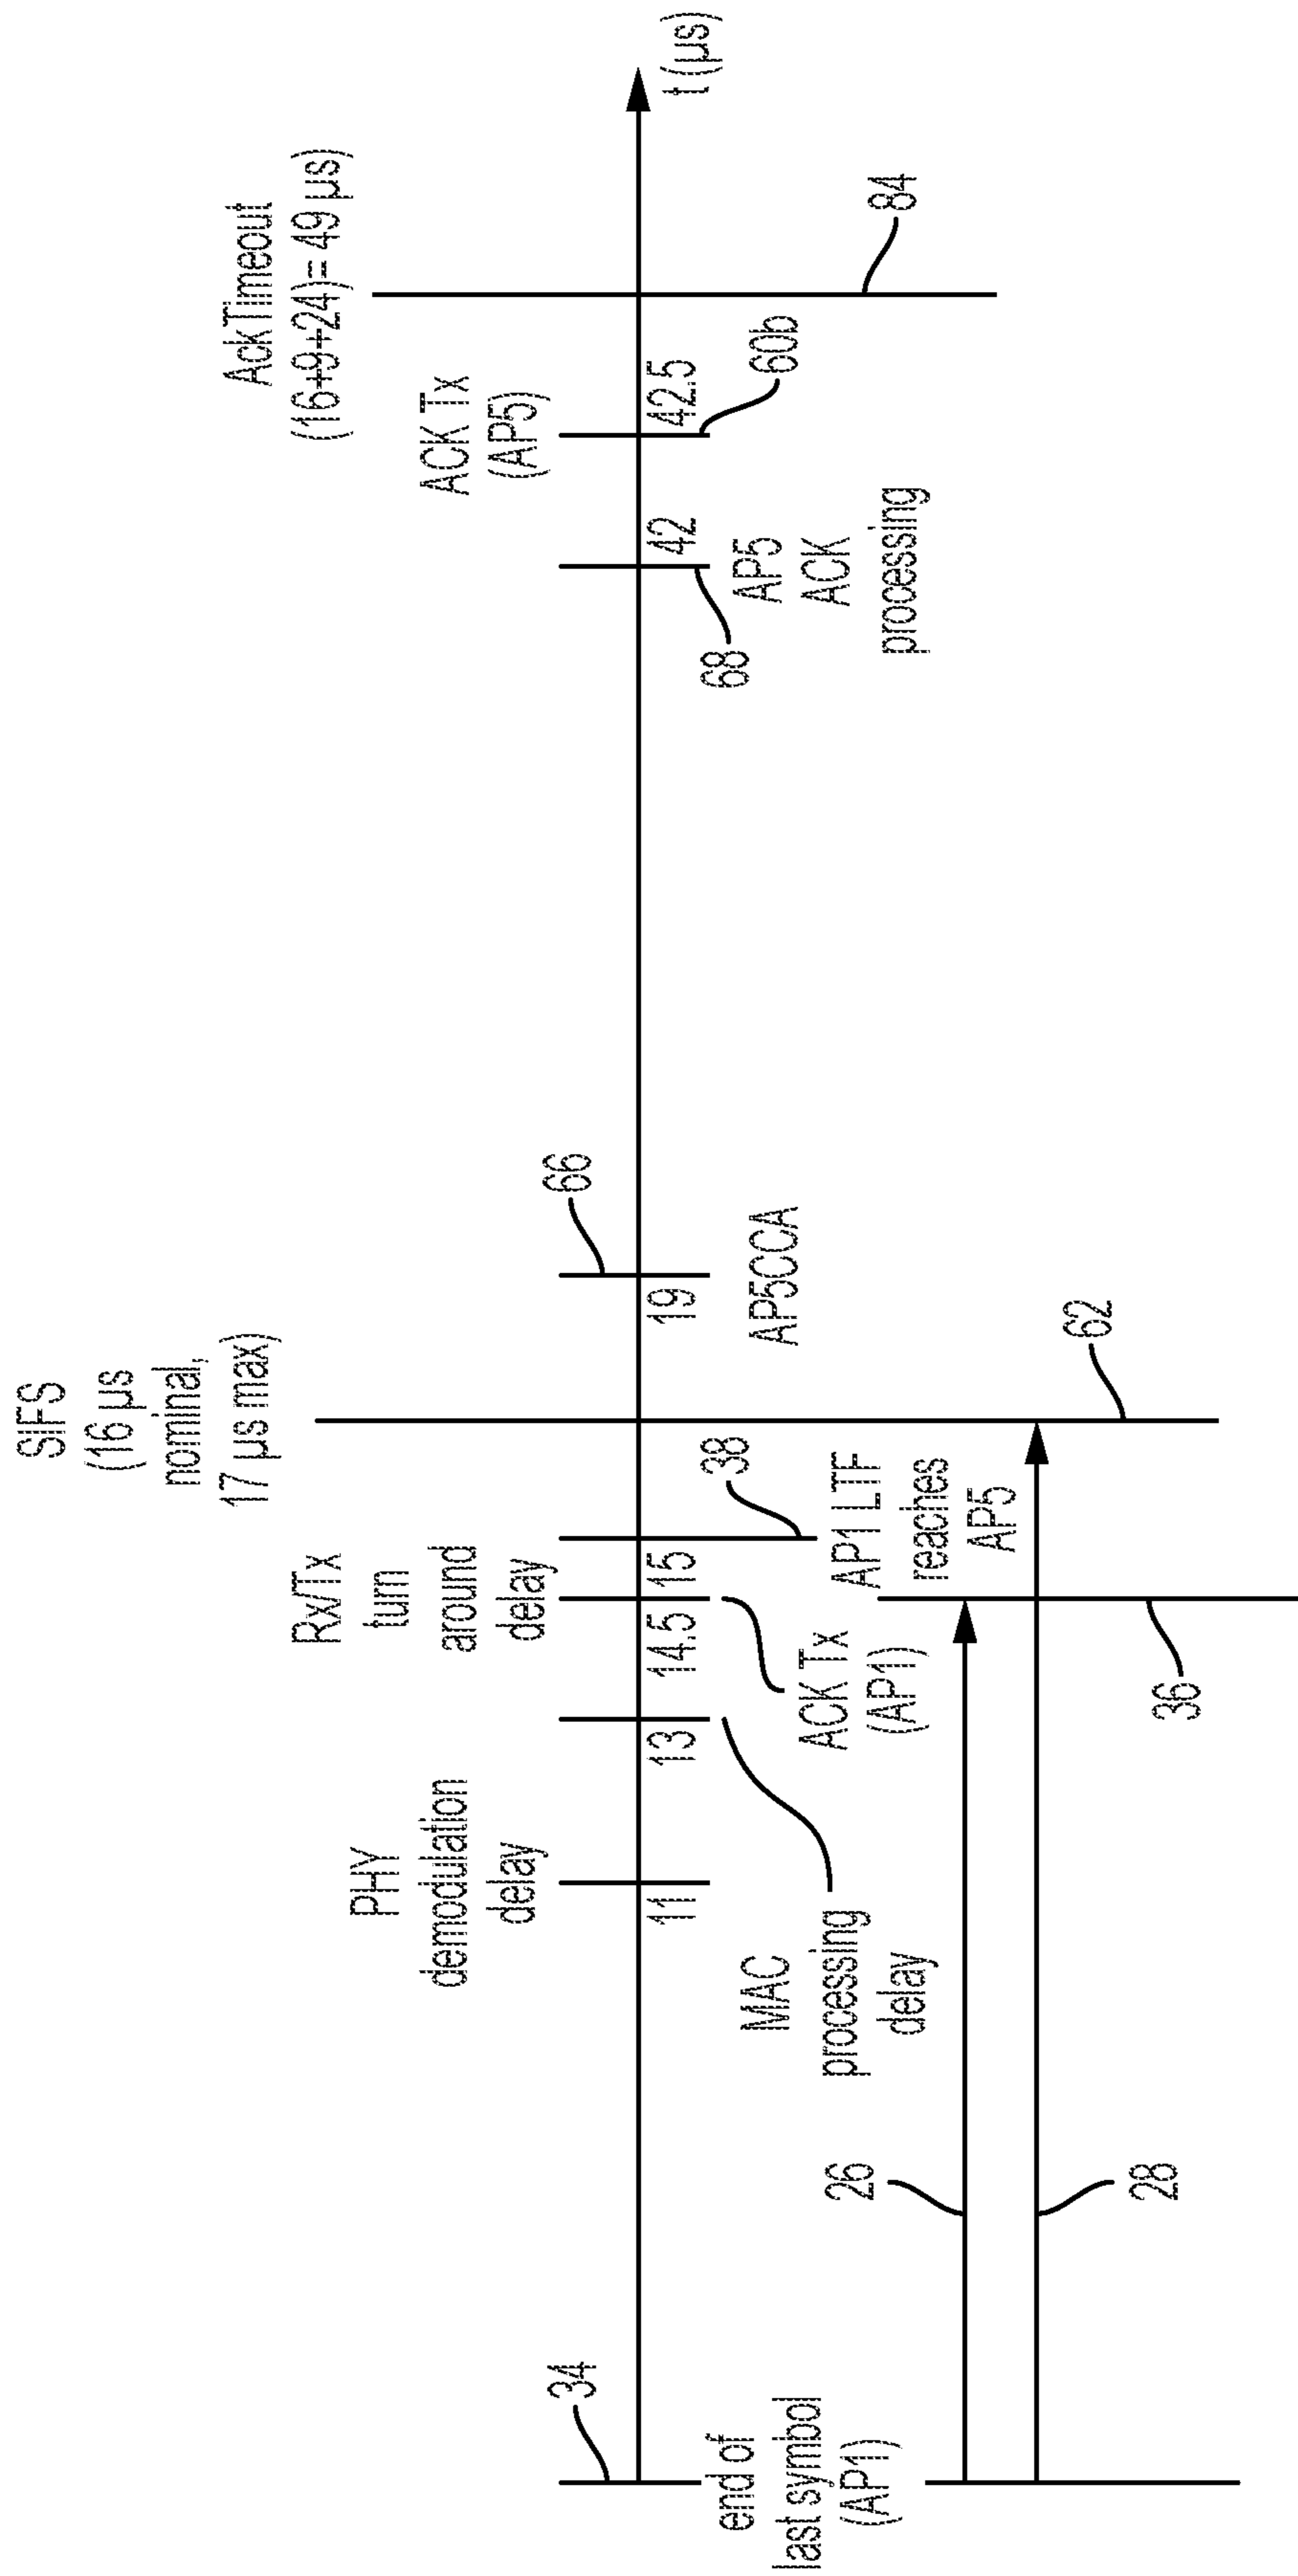 SIFS
(16 µs
nominal,
17 µs max)
AckTimeout
(16+9+24)= 49 µs)
PHY
demodulation
delay
Rx/Tx
turn
around
delay
ACK Tx
(AP5)
34
66
t (µs)
11
13
14.5
15
19
42
42.5
end of
last symbol
(AP1)
MAC
processing
delay
ACK Tx
(AP1)
38
AP1 LTF
reaches
AP5
AP5CCA
68
AP5
ACK
processing
60b
84
26
28
36
62